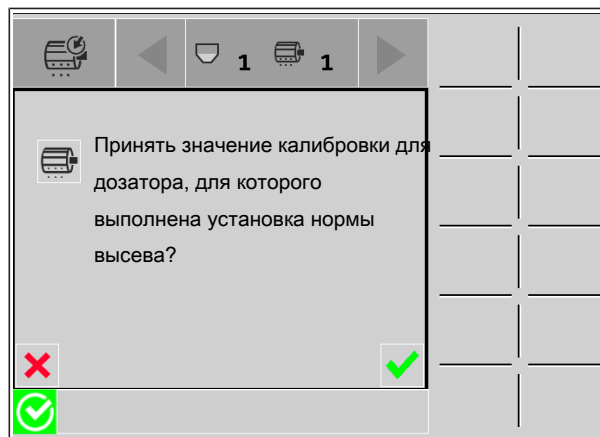 1 1
Принять значение калибровки для
дозатора, для которого
выполнена установка нормы
высева?